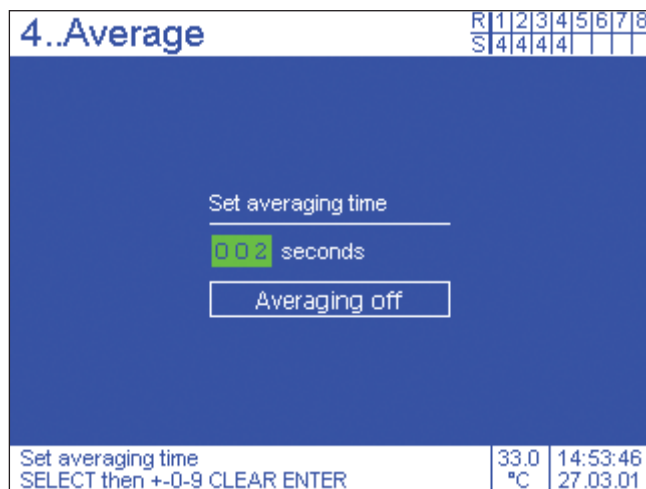 4..Average
R 1 2 3 4 5 6 7 8
S 4 4 4 4
Set averaging time
002 seconds
Averaging off
Set averaging time
SELECT then +-0-9 CLEAR ENTER
33.0 °C
14:53:46
27.03.01